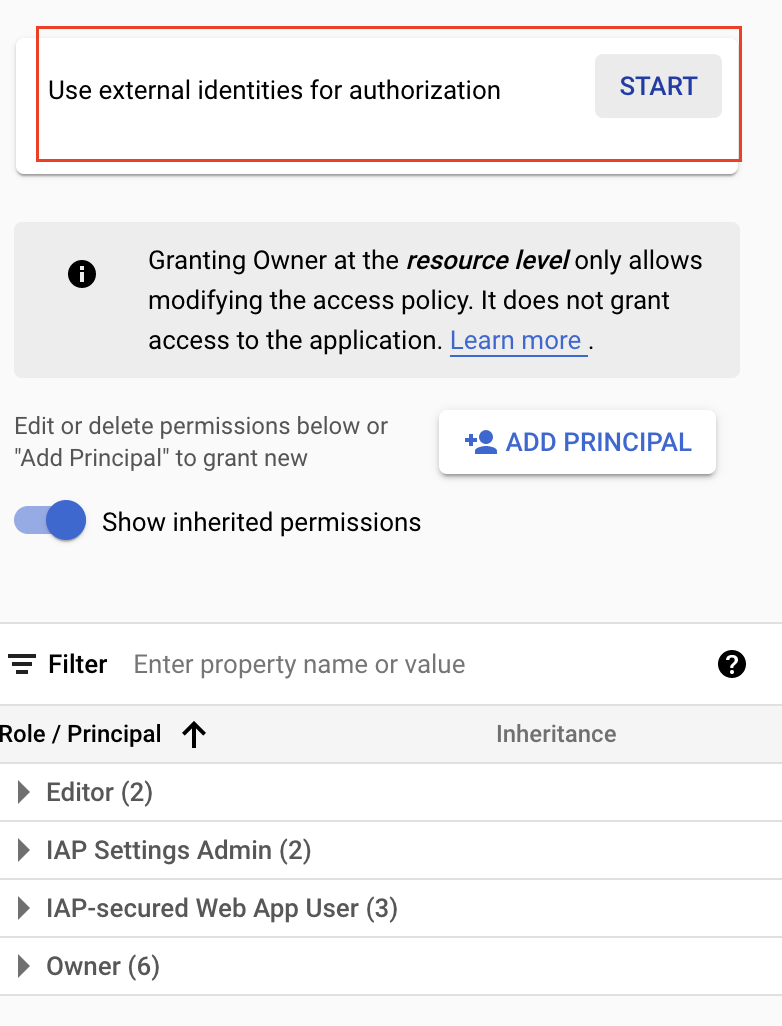 Use external identities for authorization
START
Granting Owner at the resource level only allows
modifying the access policy. It does not grant
access to the application. Learn more .
Edit or delete permissions below or
"Add Principal" to grant new
ADD PRINCIPAL
Show inherited permissions
Filter Enter property name or value
Role / Principal Inheritance
Editor (2)
IAP Settings Admin (2)
IAP-secured Web App User (3)
Owner (6)